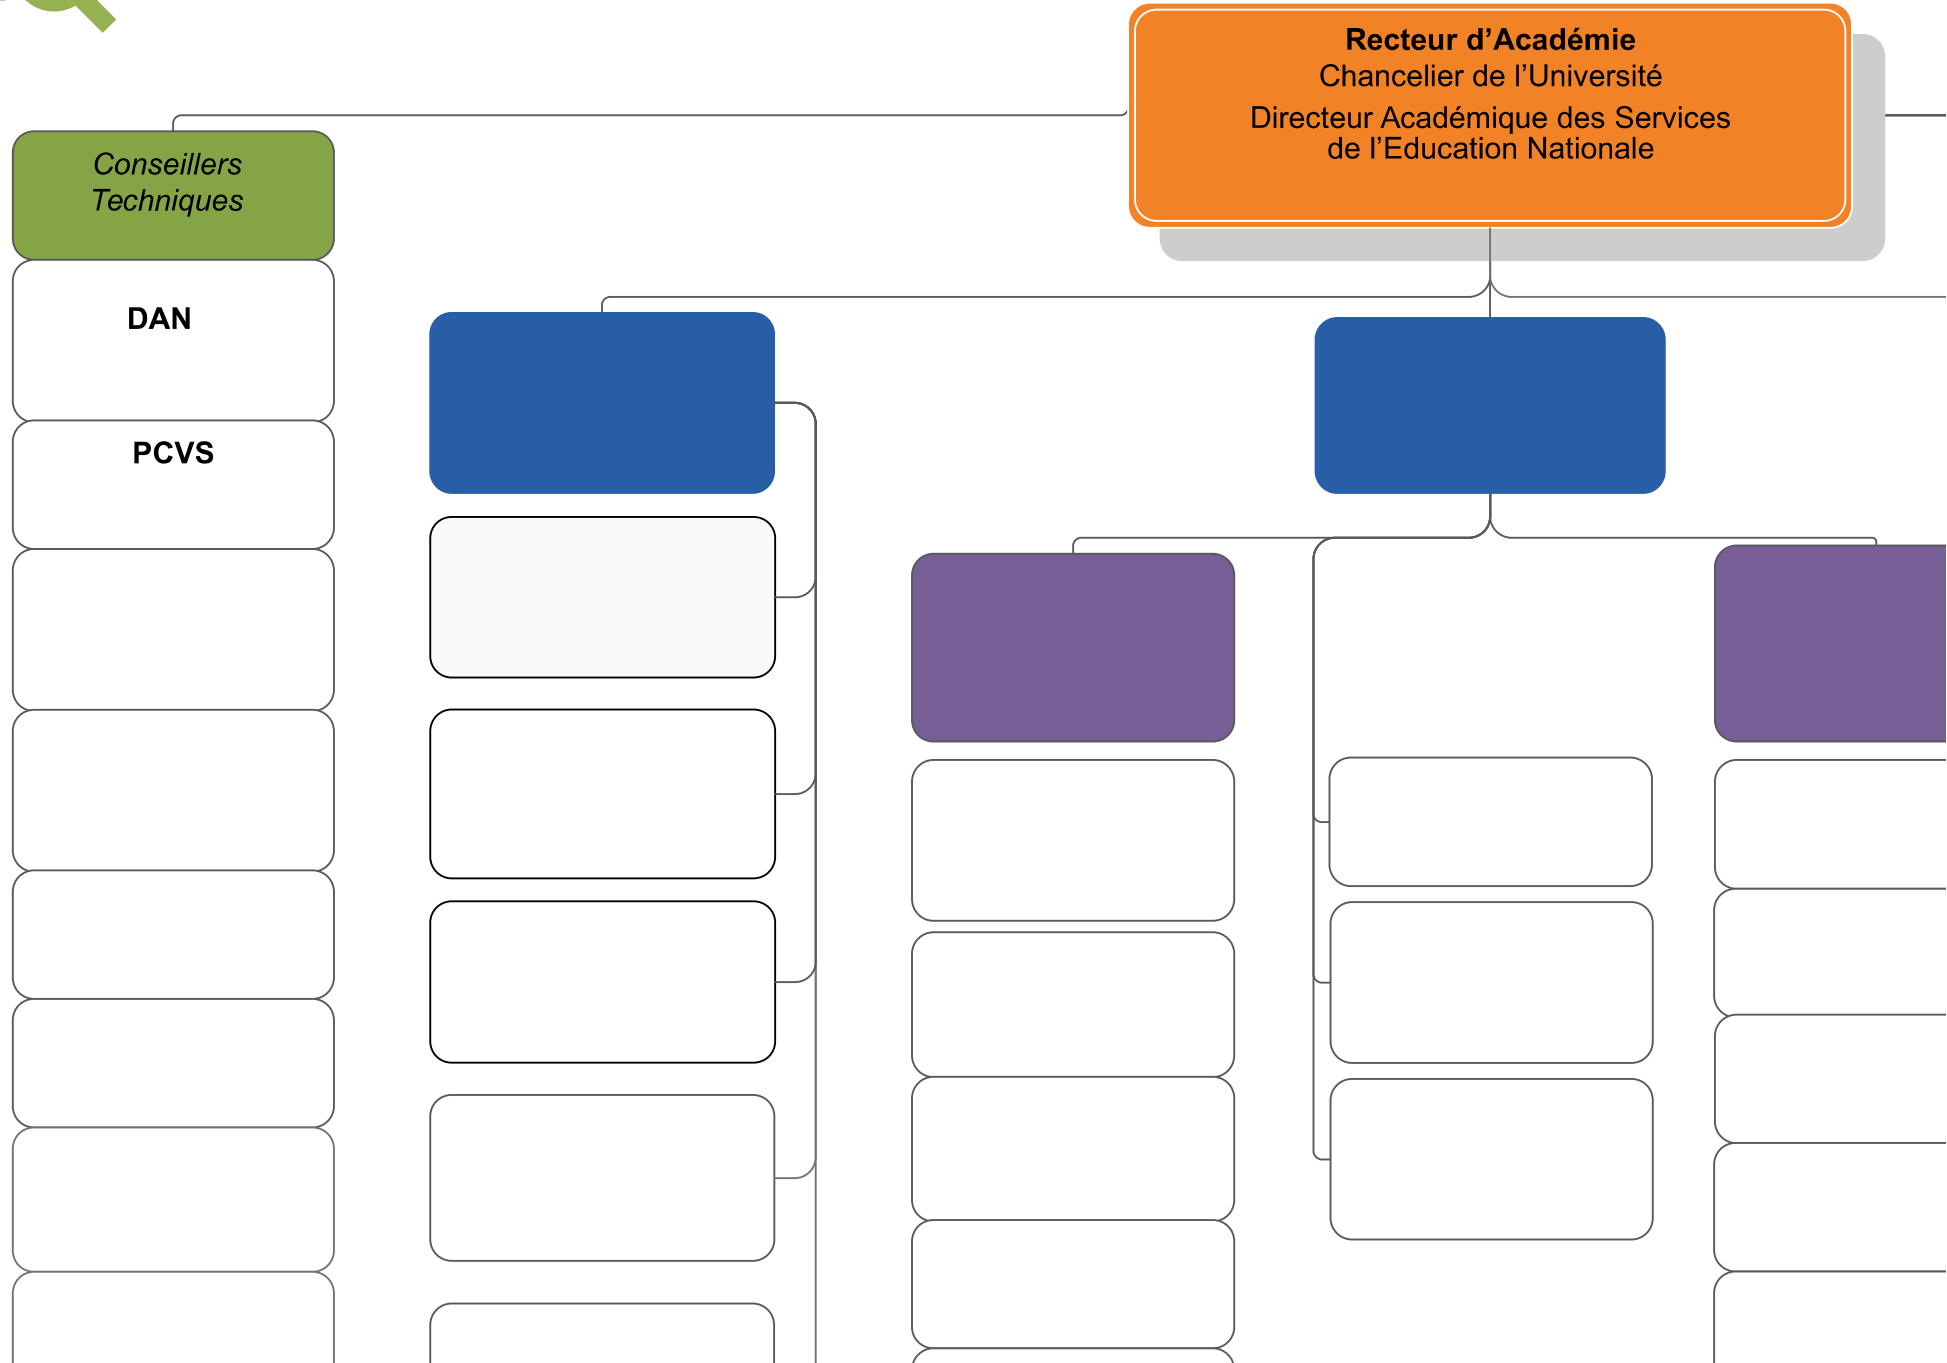 Recteur d’Académie
Chancelier de l’Université
Directeur Académique des Services
de l’Education Nationale
Conseillers
Techniques
DAN
PCVS